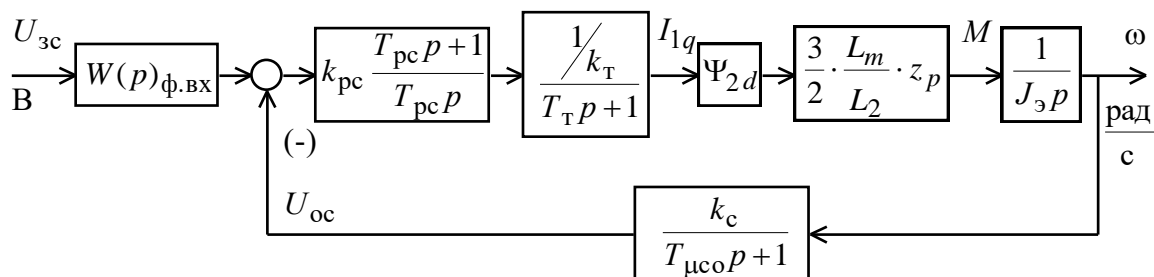 U_зс
В
W(p)_ф.вх
(-)
k_рс (T_рс p + 1)/(T_рс p)
(1/k_т)/(T_т p + 1)
I_1q
Ψ_2d
3/2 · L_m/L_2 · z_p
M
1/(J_э p)
ω
рад/с
U_ос
k_с/(T_μсо p + 1)